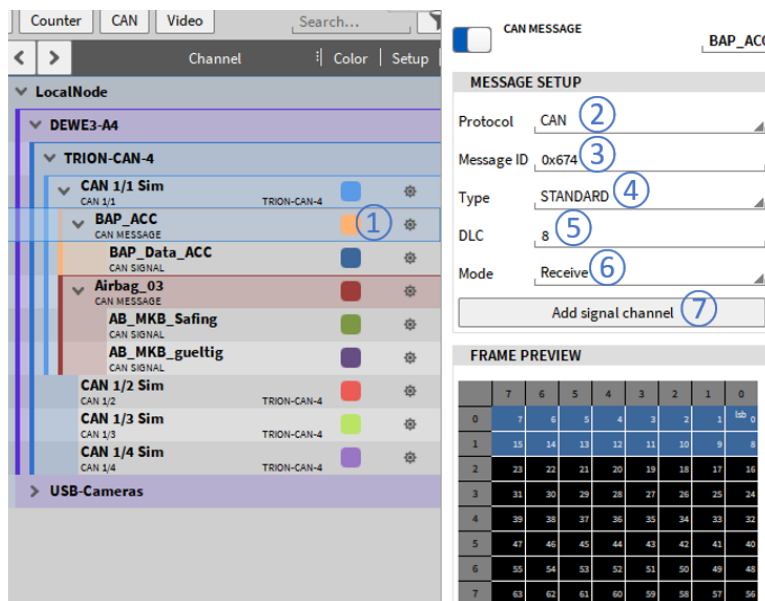 Counter CAN Video Search...
Channel Color Setup
LocalNode
DEWE3-A4
TRION-CAN-4
CAN 1/1 Sim
CAN 1/1 TRION-CAN-4
BAP_ACC
CAN MESSAGE
1
BAP_Data_ACC
CAN SIGNAL
Airbag_03
CAN MESSAGE
AB_MKB_Safing
CAN SIGNAL
AB_MKB_gueltig
CAN SIGNAL
CAN 1/2 Sim
CAN 1/2 TRION-CAN-4
CAN 1/3 Sim
CAN 1/3 TRION-CAN-4
CAN 1/4 Sim
CAN 1/4 TRION-CAN-4
USB-Cameras
CAN MESSAGE
BAP_ACC
MESSAGE SETUP
Protocol CAN 2
Message ID 0x674 3
Type STANDARD 4
DLC 8 5
Mode Receive 6
Add signal channel 7
FRAME PREVIEW
7 6 5 4 3 2 1 0
0 7 6 5 4 3 2 1 lsb 0
1 15 14 13 12 11 10 9 8
2 23 22 21 20 19 18 17 16
3 31 30 29 28 27 26 25 24
4 39 38 37 36 35 34 33 32
5 47 46 45 44 43 42 41 40
6 55 54 53 52 51 50 49 48
7 63 62 61 60 59 58 57 56